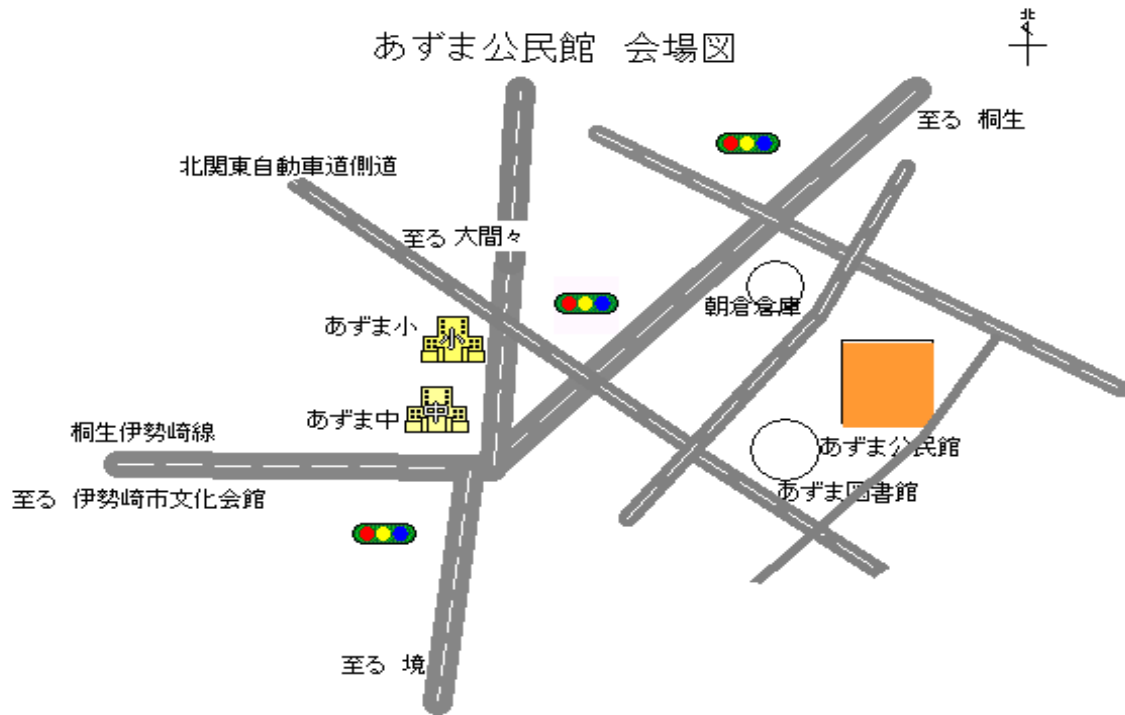 あずま公民館 会場図
北
至る 桐生
北関東自動車道側道
至る 大間々
朝倉倉庫
あずま小
小
あずま中
中
桐生伊勢崎線
あずま公民館
あずま図書館
至る 伊勢崎市文化会館
至る 境